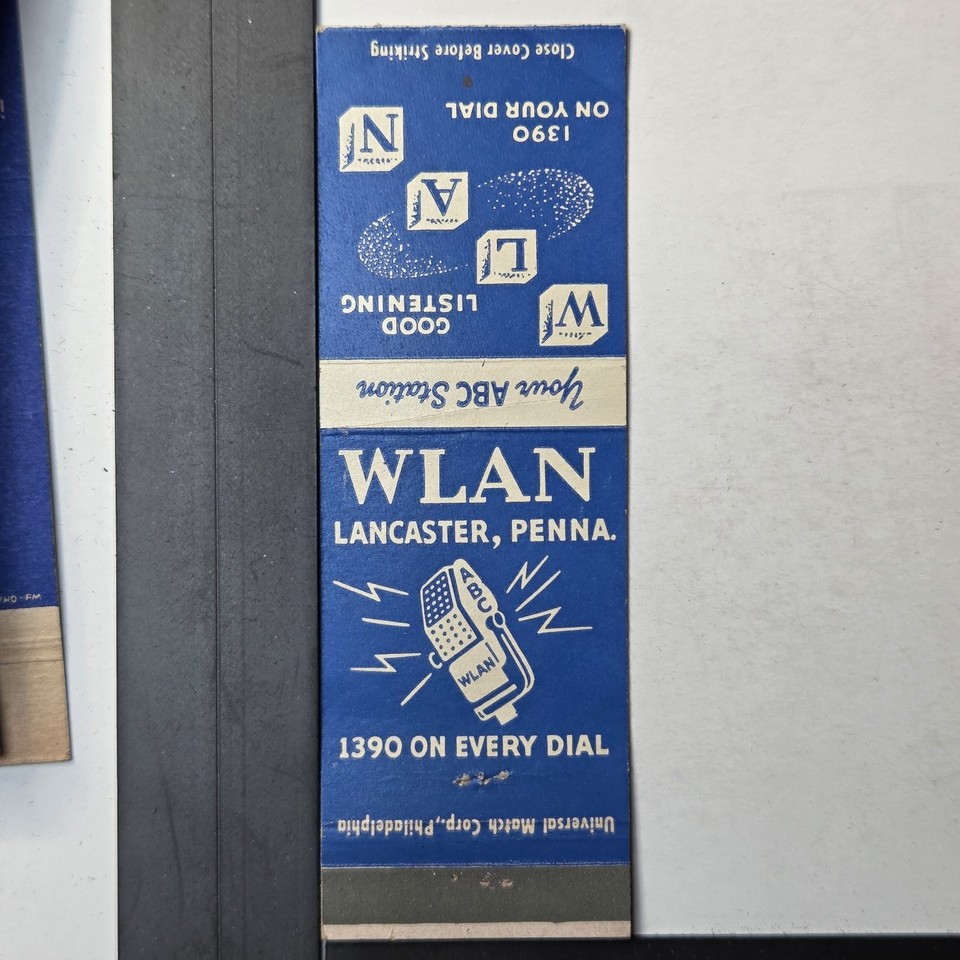 Close Cover Before Striking
1390
ON YOUR DIAL
W
L
A
N
GOOD
LISTENING
Your ABC Station
WLAN
LANCASTER, PENNA.
ABC
WLAN
1390 ON EVERY DIAL
Universal Match Corp., Philadelphia